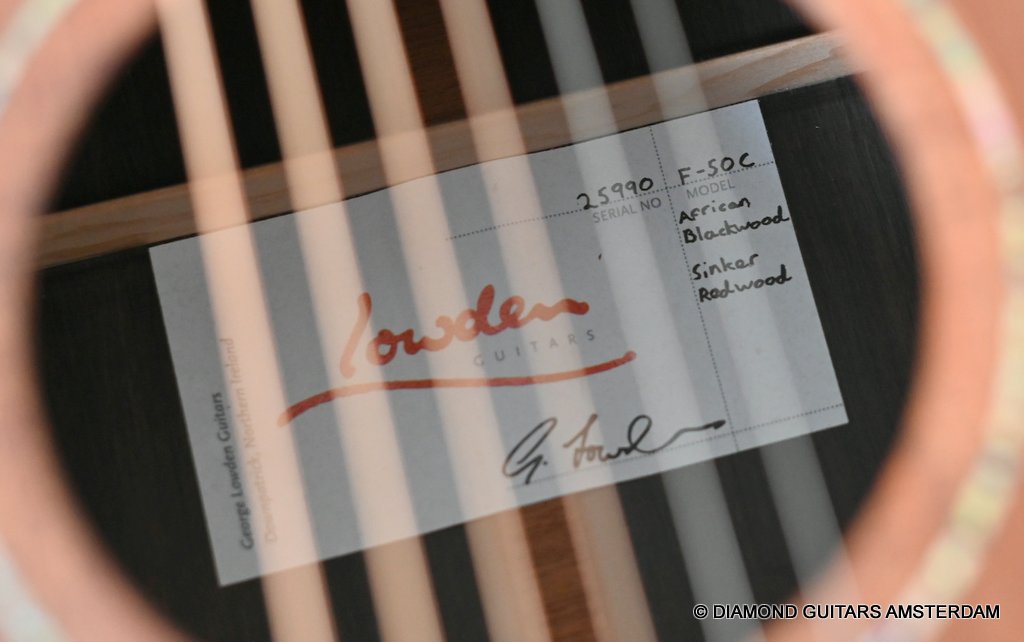 25990 F-50C
SERIAL NO MODEL
African
Blackwood
Sinker
Redwood
Lowden
GUITARS
G. Lowden
George Lowden Guitars
Downpatrick, Northern Ireland
© DIAMOND GUITARS AMSTERDAM